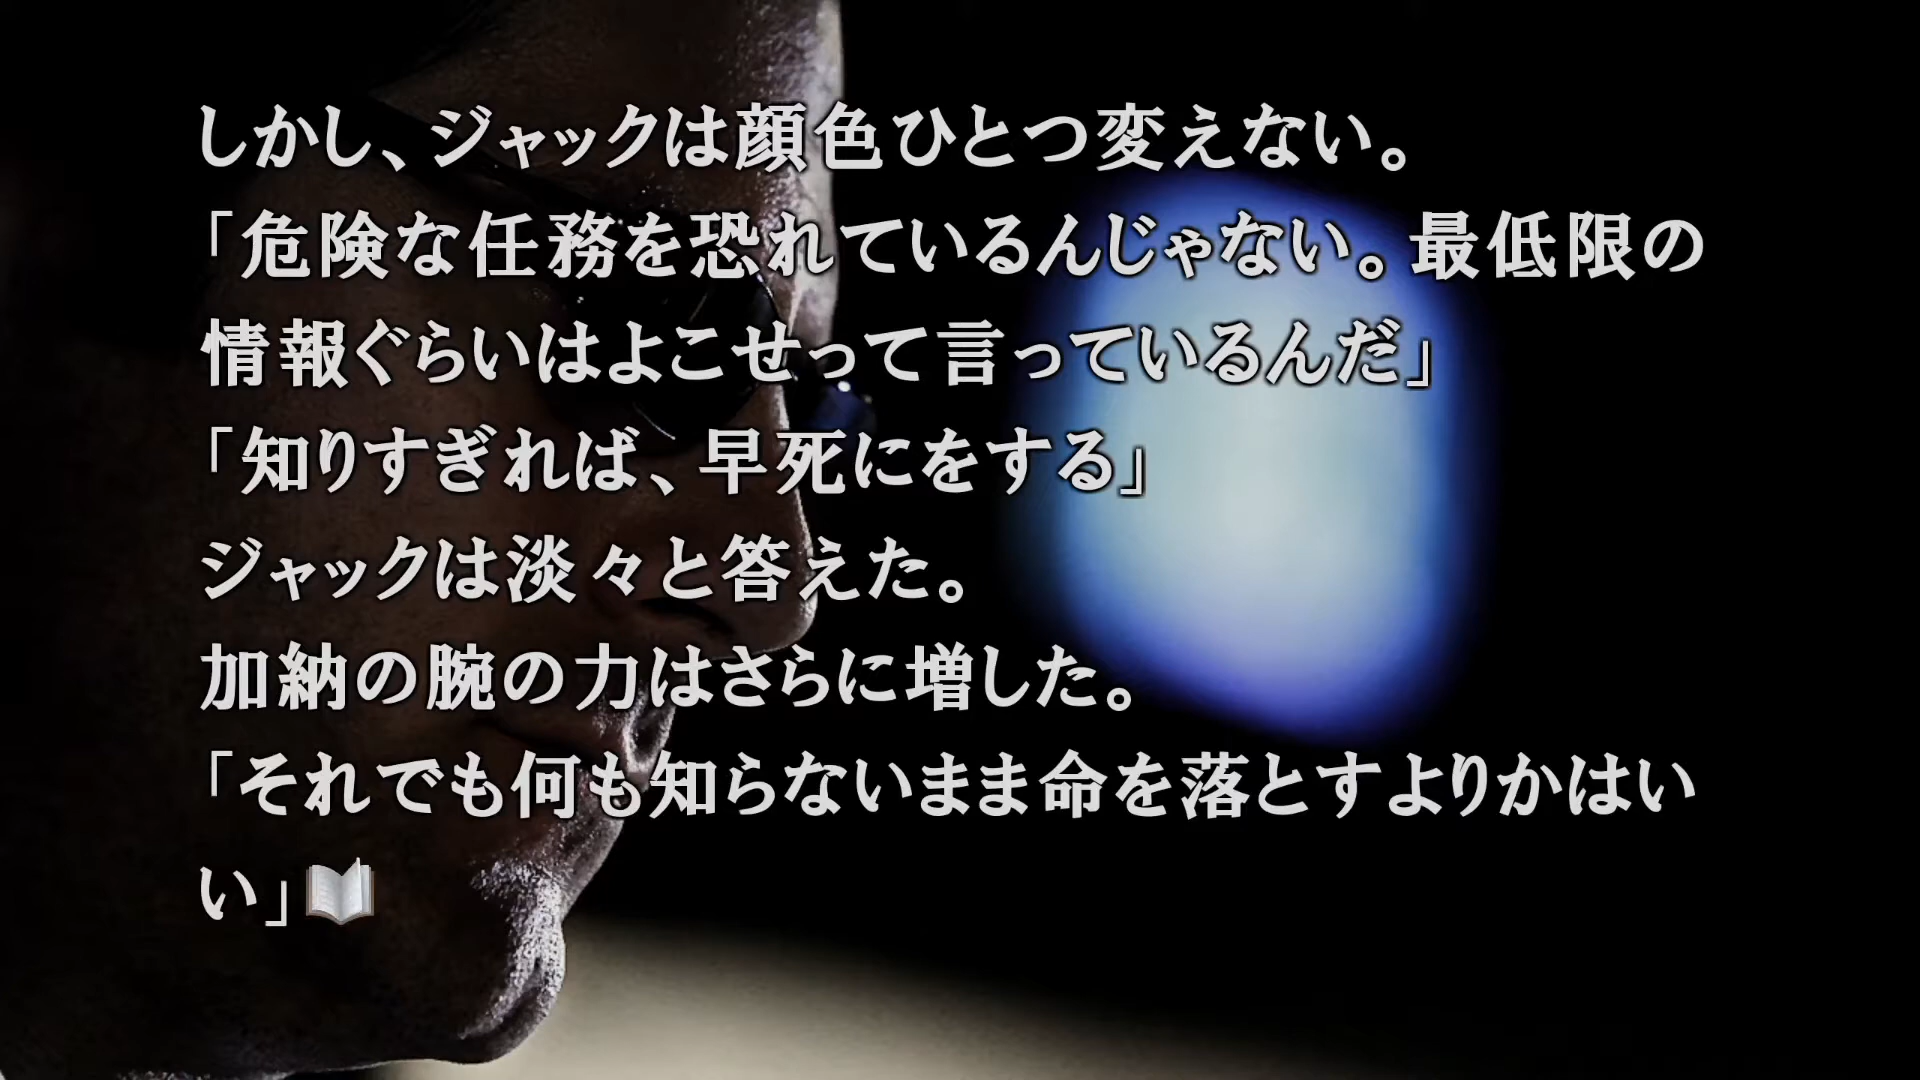 しかし、ジャックは顔色ひとつ変えない。
「危険な任務を恐れているんじゃない。最低限の
情報ぐらいはよこせって言っているんだ」
「知りすぎれば、早死にをする」
ジャックは淡々と答えた。
加納の腕の力はさらに増した。
「それでも何も知らないまま命を落とすよりかはい
い」